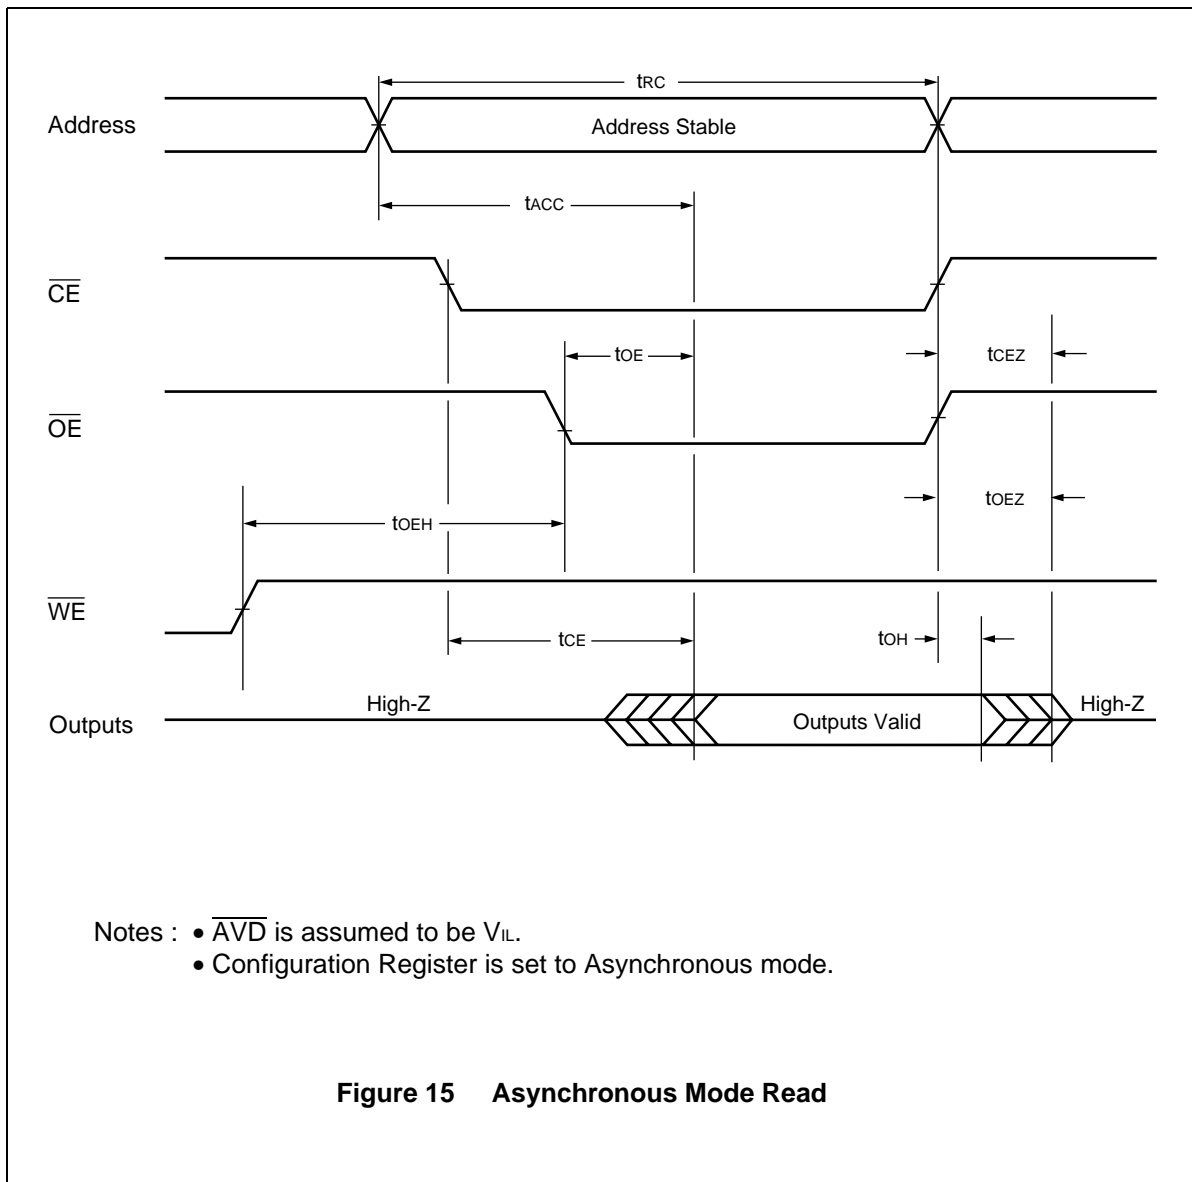 tRC
Address
Address Stable
tACC
CE
tOE
tCEZ
OE
tOEZ
tOEH
WE
tCE
tOH
High-Z
High-Z
Outputs
Outputs Valid
Notes : • AVD is assumed to be VIL.
• Configuration Register is set to Asynchronous mode.
Figure 15 Asynchronous Mode Read